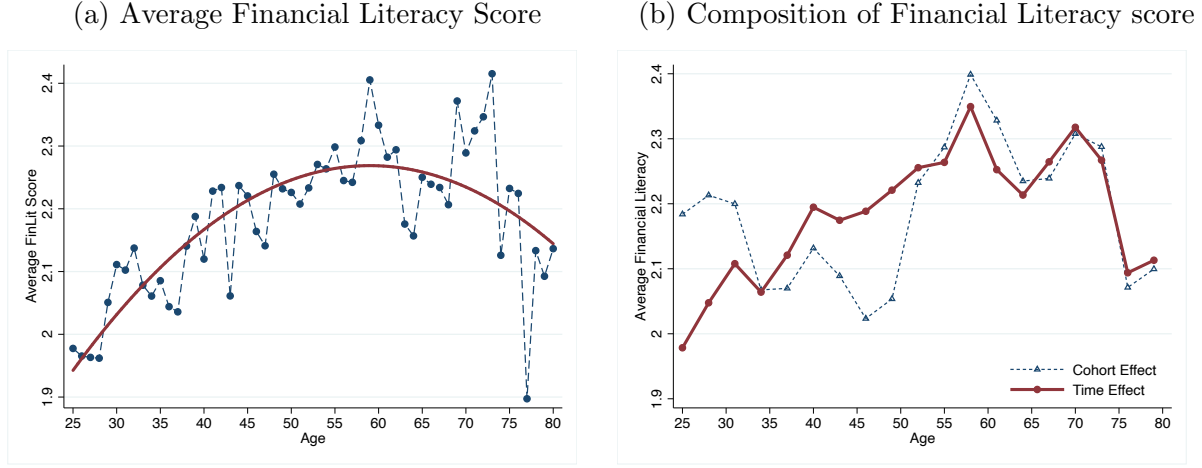 (a) Average Financial Literacy Score
Average FinLit Score
2.4
2.3
2.2
2.1
2
1.9
25 30 35 40 45 50 55 60 65 70 75 80
Age
(b) Composition of Financial Literacy score
Average Financial Literacy
2.4
2.3
2.2
2.1
2
1.9
Cohort Effect
Time Effect
25 30 35 40 45 50 55 60 65 70 75 80
Age